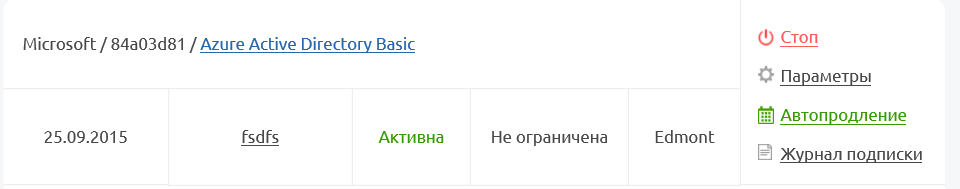 Microsoft / 84a03d81 / Azure Active Directory Basic
25.09.2015 fsdfs Активна Не ограничена Edmont
Стоп
Параметры
Автопродление
Журнал подписки